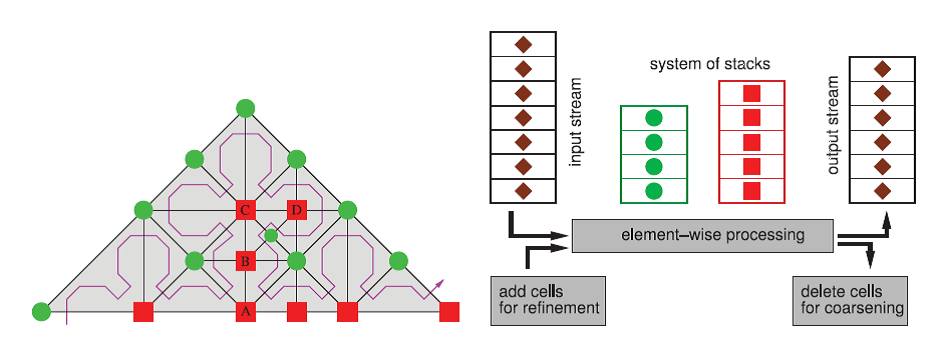 C
D
B
A
input stream
system of stacks
output stream
element–wise processing
add cells
for refinement
delete cells
for coarsening